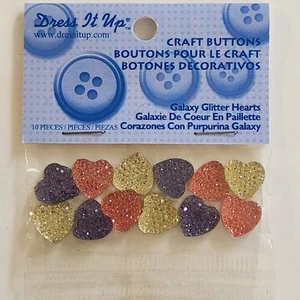 Dress It Up®
www.dressitup.com
CRAFT BUTTONS
BOUTONS POUR LE CRAFT
BOTONES DECORATIVOS
Galaxy Glitter Hearts
Galaxie De Coeur En Paillette
Corazones Con Purpurina Galaxy
10 PIECES / PIÈCES / PIEZAS